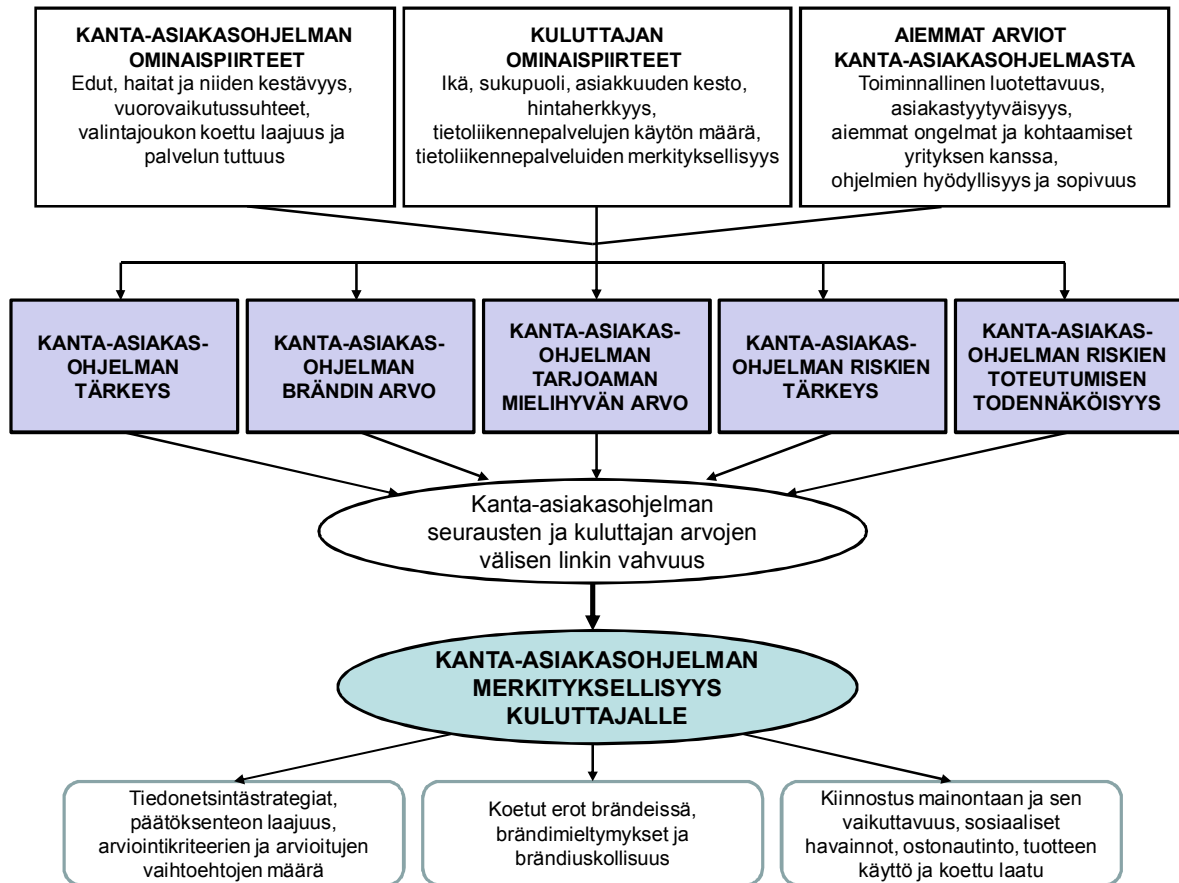 KANTA-ASIAKASOHJELMAN
OMINAISPIIRTEET
Edut, haitat ja niiden kestävyys,
vuorovaikutussuhteet,
valintajoukon koettu laajuus ja
palvelun tuttuus
KULUTTAJAN
OMINAISPIIRTEET
Ikä, sukupuoli, asiakkuuden kesto,
hintaherkkyys,
tietoliikennepalvelujen käytön määrä,
tietoliikennepalveluiden merkityksellisyys
AIEMMAT ARVIOT
KANTA-ASIAKASOHJELMASTA
Toiminnallinen luotettavuus,
asiakastyytyväisyys,
aiemmat ongelmat ja kohtaamiset
yrityksen kanssa,
ohjelmien hyödyllisyys ja sopivuus
KANTA-ASIAKAS-
OHJELMAN
TÄRKEYS
KANTA-ASIAKAS-
OHJELMAN
BRÄNDIN ARVO
KANTA-ASIAKAS-
OHJELMAN
TARJOAMAN
MIELIHYVÄN ARVO
KANTA-ASIAKAS-
OHJELMAN RISKIEN
TÄRKEYS
KANTA-ASIAKAS-
OHJELMAN RISKIEN
TOTEUTUMISEN
TODENNÄKÖISYYS
Kanta-asiakasohjelman
seurausten ja kuluttajan arvojen
välisen linkin vahvuus
KANTA-ASIAKASOHJELMAN
MERKITYKSELLISYYS
KULUTTAJALLE
Tiedonetsintästrategiat,
päätöksenteon laajuus,
arviointikriteerien ja arvioitujen
vaihtoehtojen määrä
Koetut erot brändeissä,
brändimieltymykset ja
brändiuskollisuus
Kiinnostus mainontaan ja sen
vaikuttavuus, sosiaaliset
havainnot, ostonautinto, tuotteen
käyttö ja koettu laatu